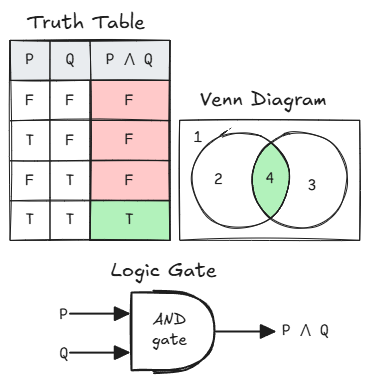 Truth Table
P Q P ∧ Q
F F F
T F F
F T F
T T T
Venn Diagram
1
2 4 3
Logic Gate
P
Q
AND
gate
P ∧ Q